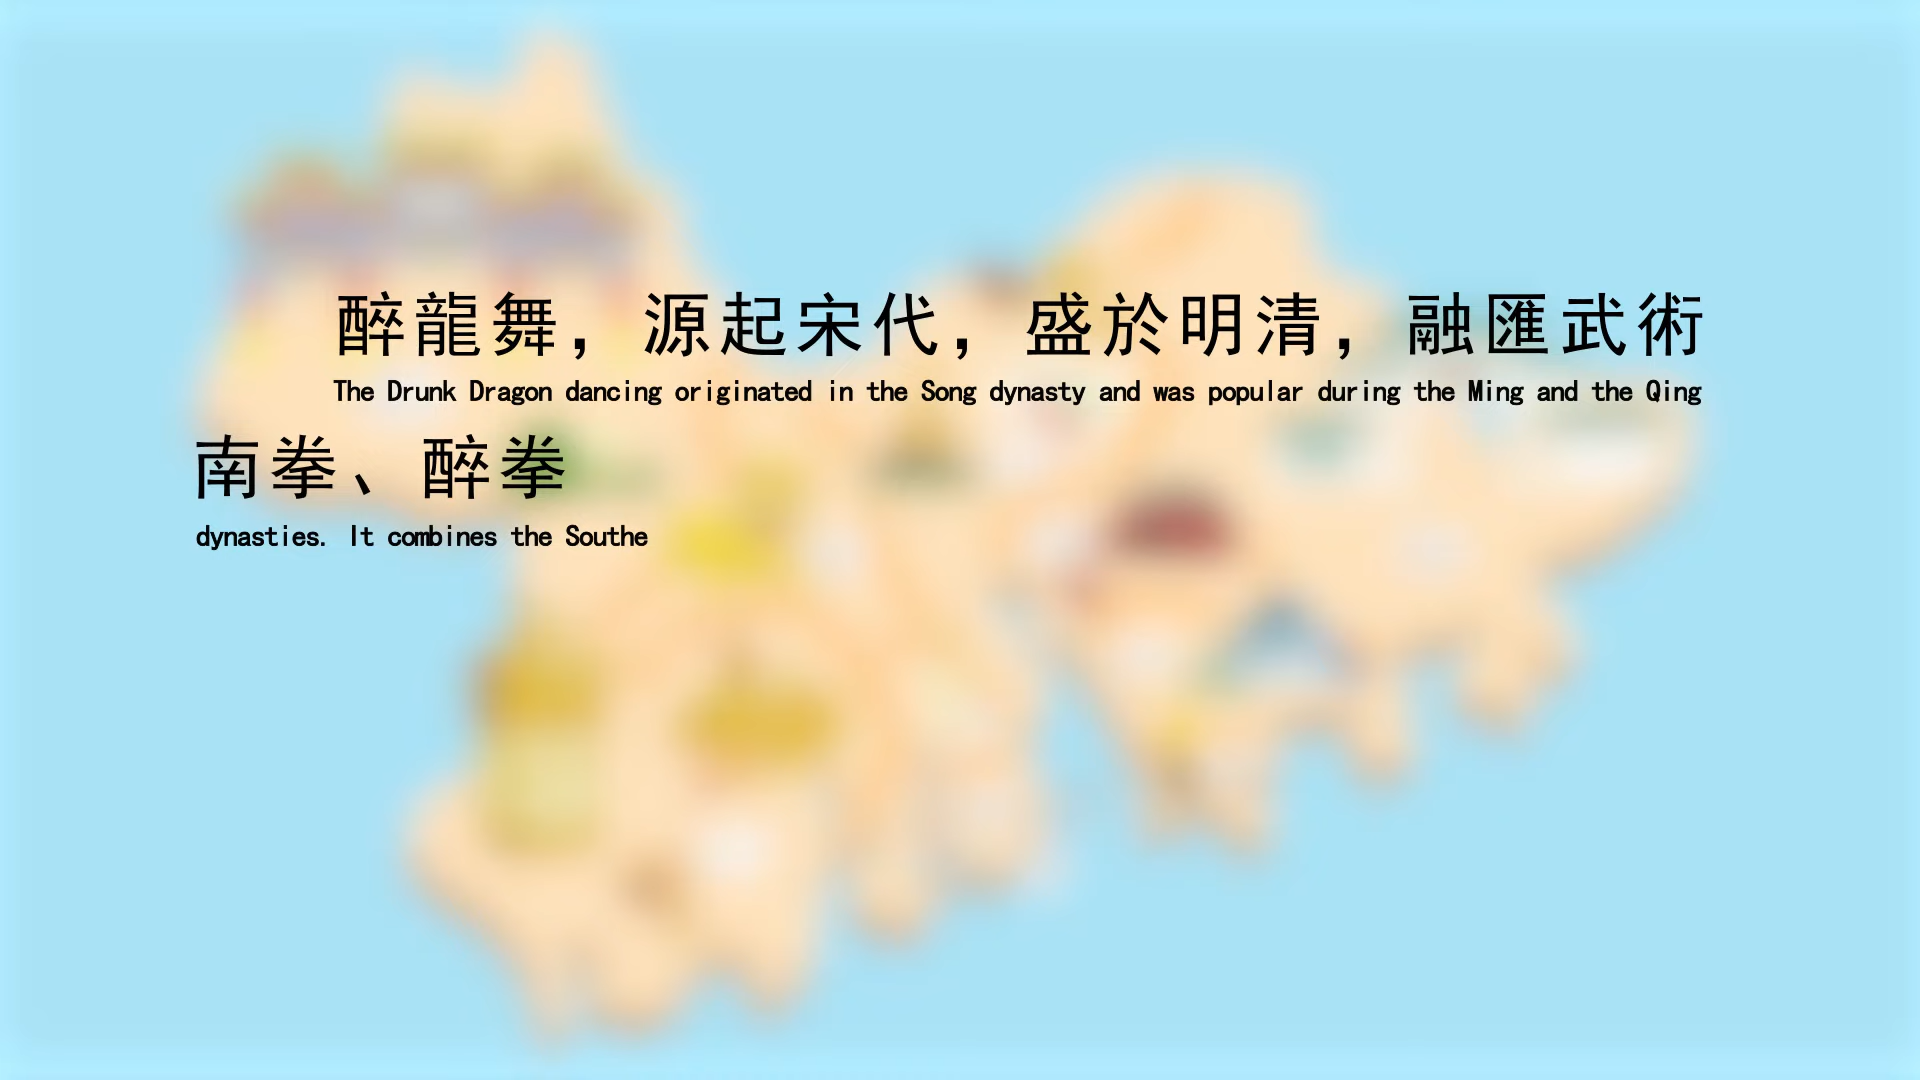 醉龍舞，源起宋代，盛於明清，融匯武術
The Drunk Dragon dancing originated in the Song dynasty and was popular during the Ming and the Qing
南拳、醉拳
dynasties. It combines the Southe